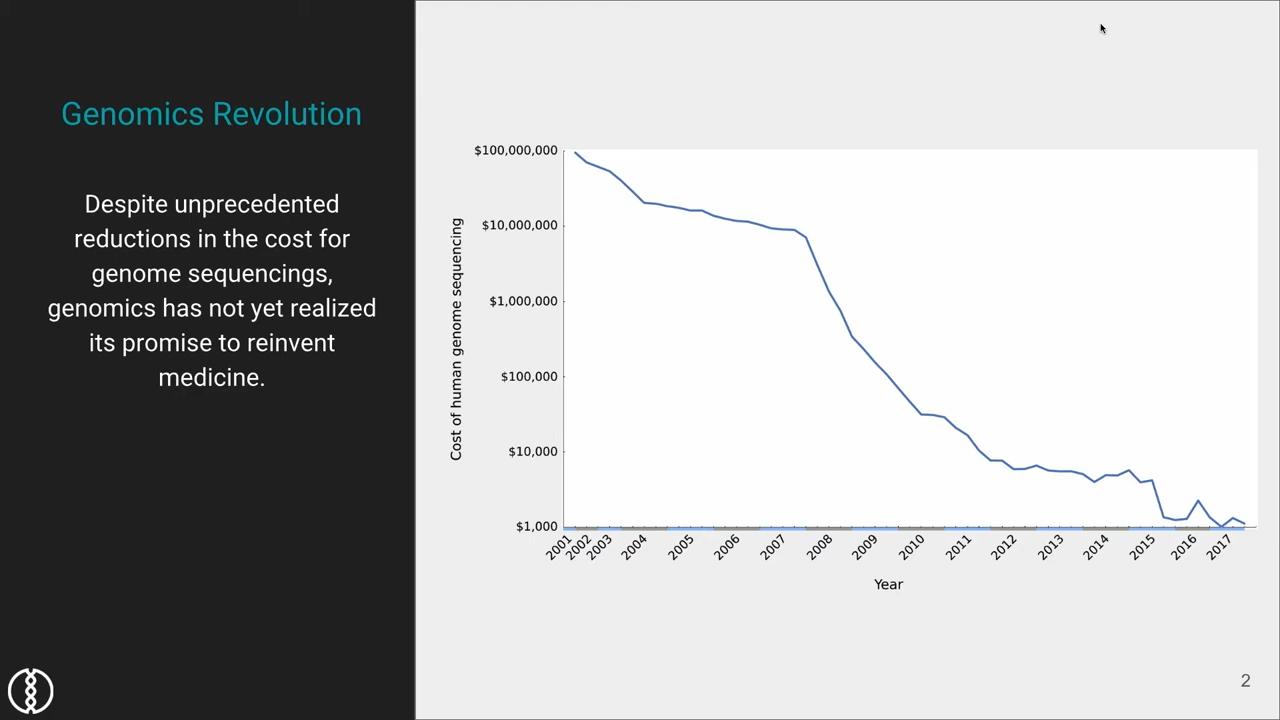 Genomics Revolution
Despite unprecedented
reductions in the cost for
genome sequencings,
genomics has not yet realized
its promise to reinvent
medicine.
Cost of human genome sequencing
$100,000,000
$10,000,000
$1,000,000
$100,000
$10,000
$1,000
2001
2002
2003
2004
2005
2006
2007
2008
2009
2010
2011
2012
2013
2014
2015
2016
2017
Year
2